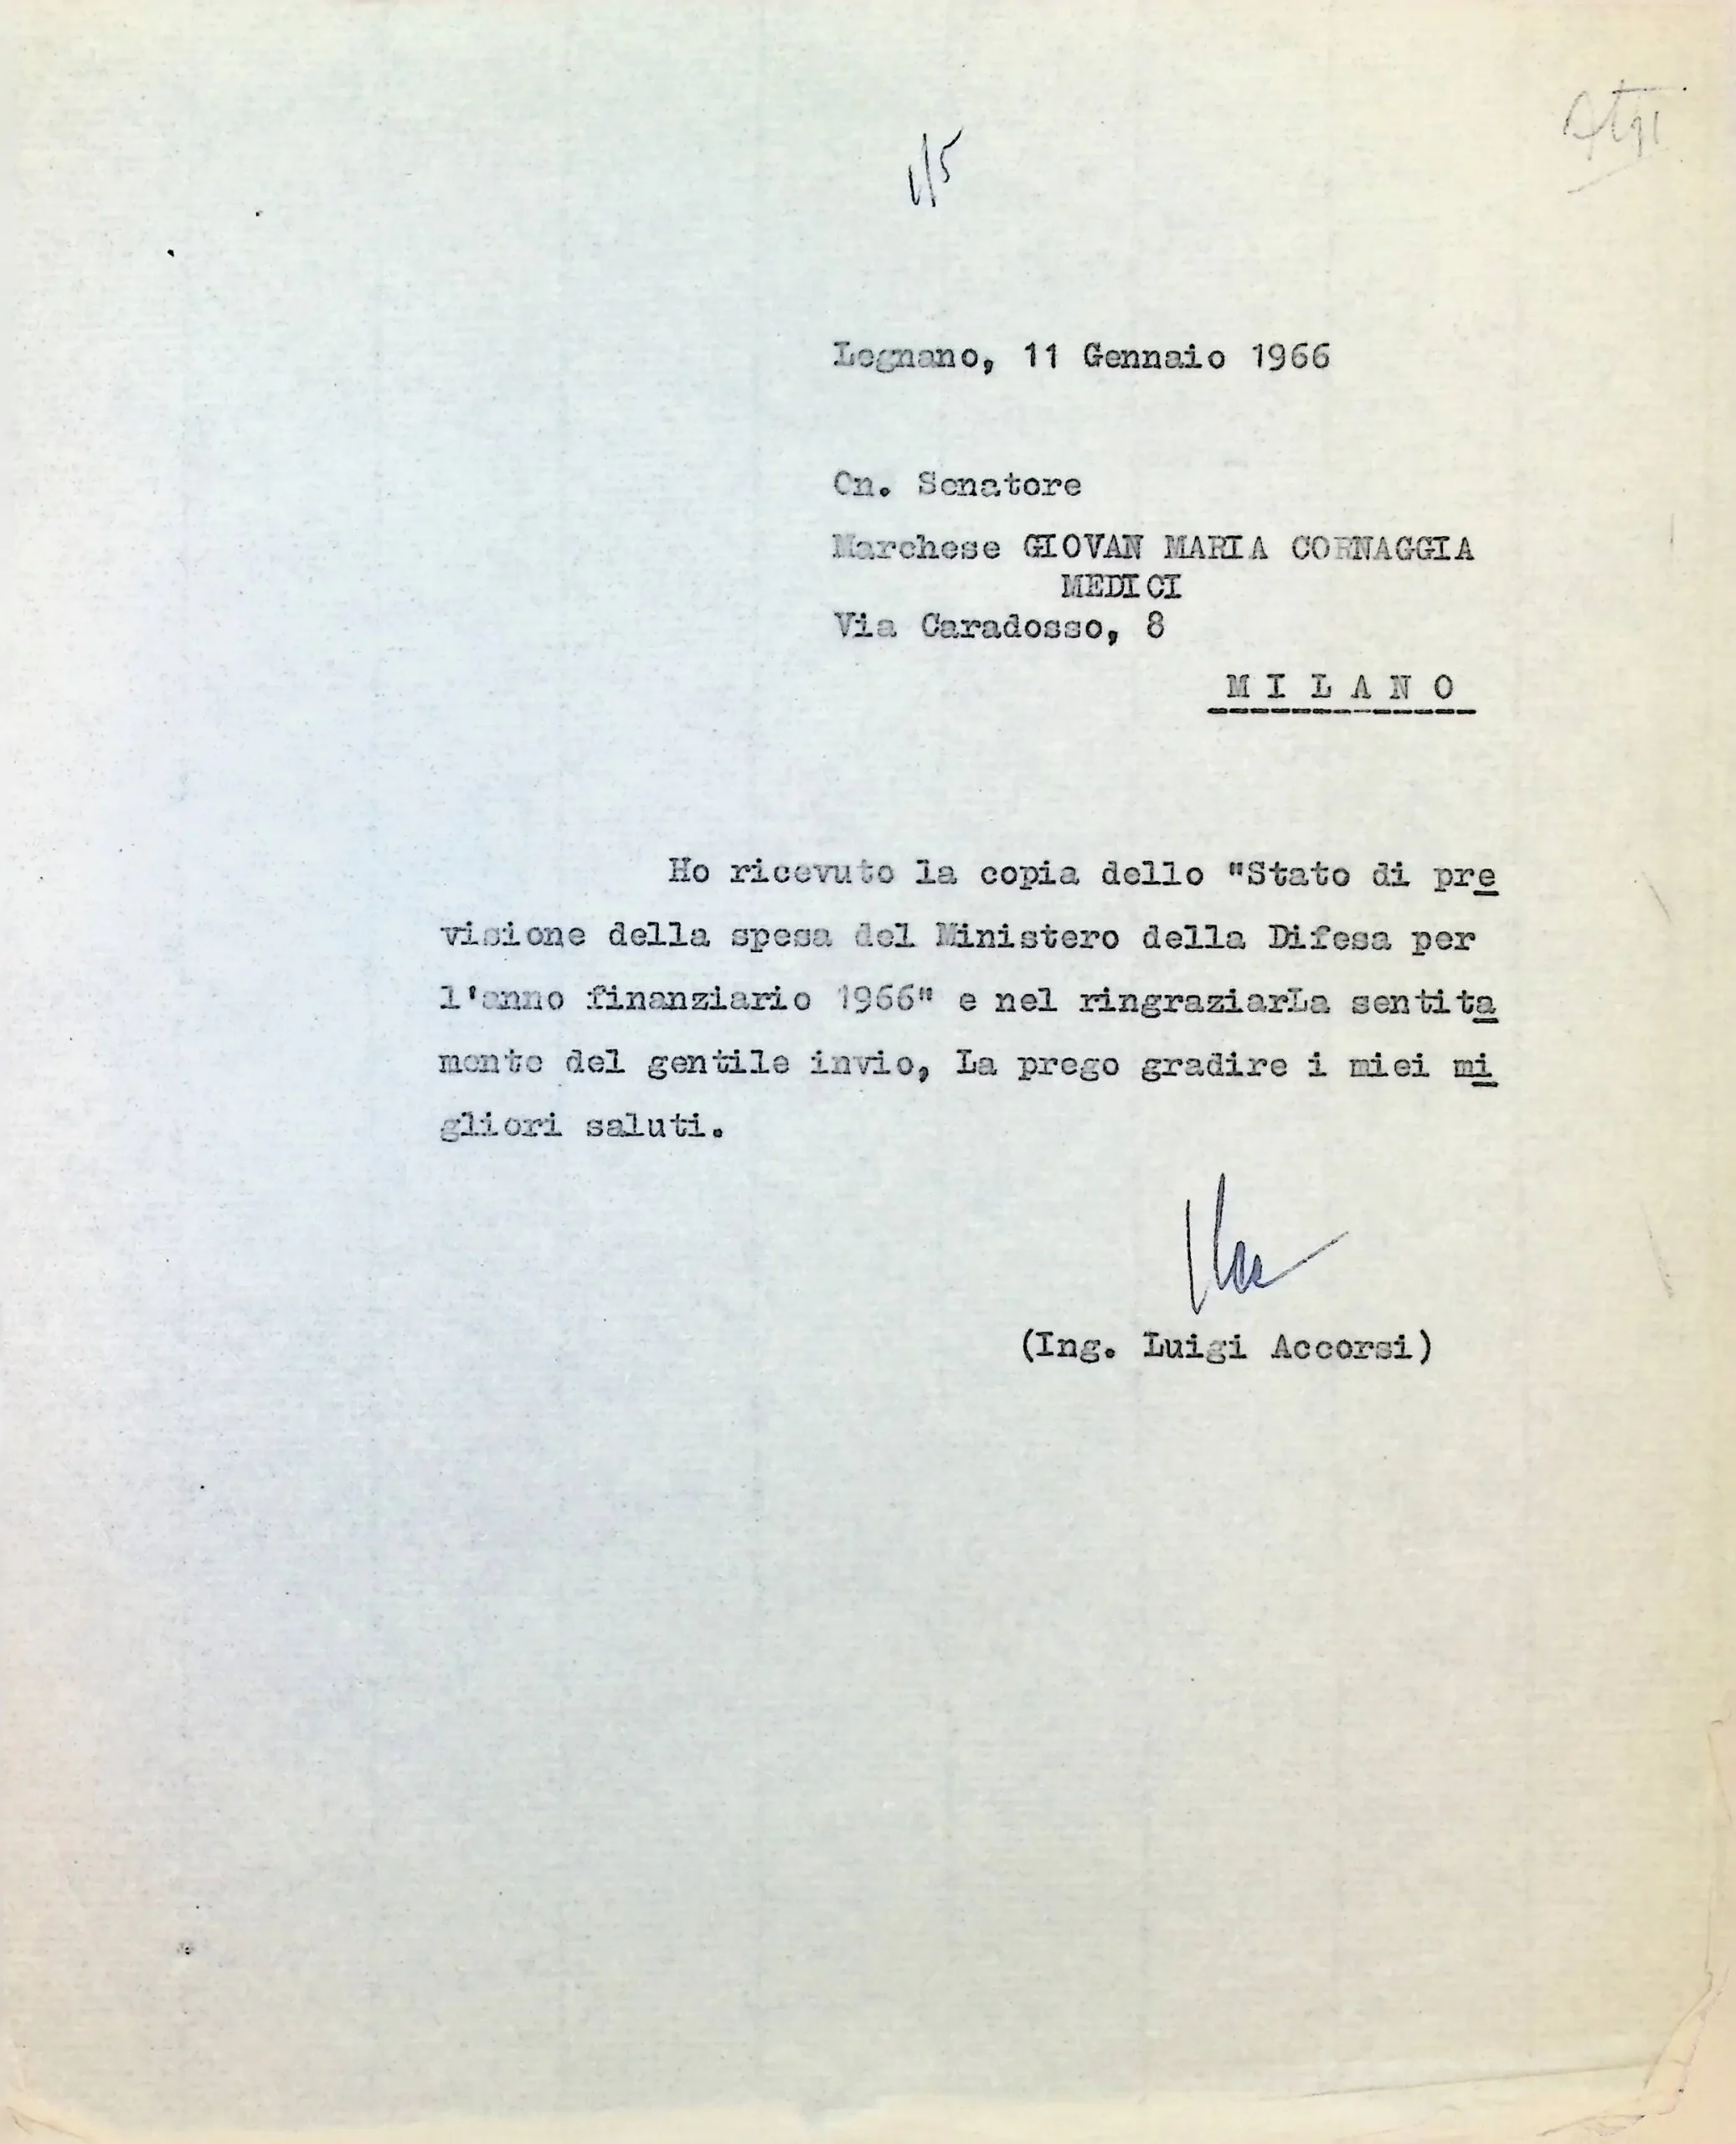 Legnano, 11 Gennaio 1966
On. Senatore
Marchese GIOVAN MARIA CORNAGGIA
MEDICI
Via Caradosso, 8
MILANO
Ho ricevuto la copia dello "Stato di pre
visione della spesa del Ministero della Difesa per
l'anno finanziario 1966" e nel ringraziarLa sentita
mente del gentile invio, La prego gradire i miei mi
gliori saluti.
(Ing. Luigi Accorsi)